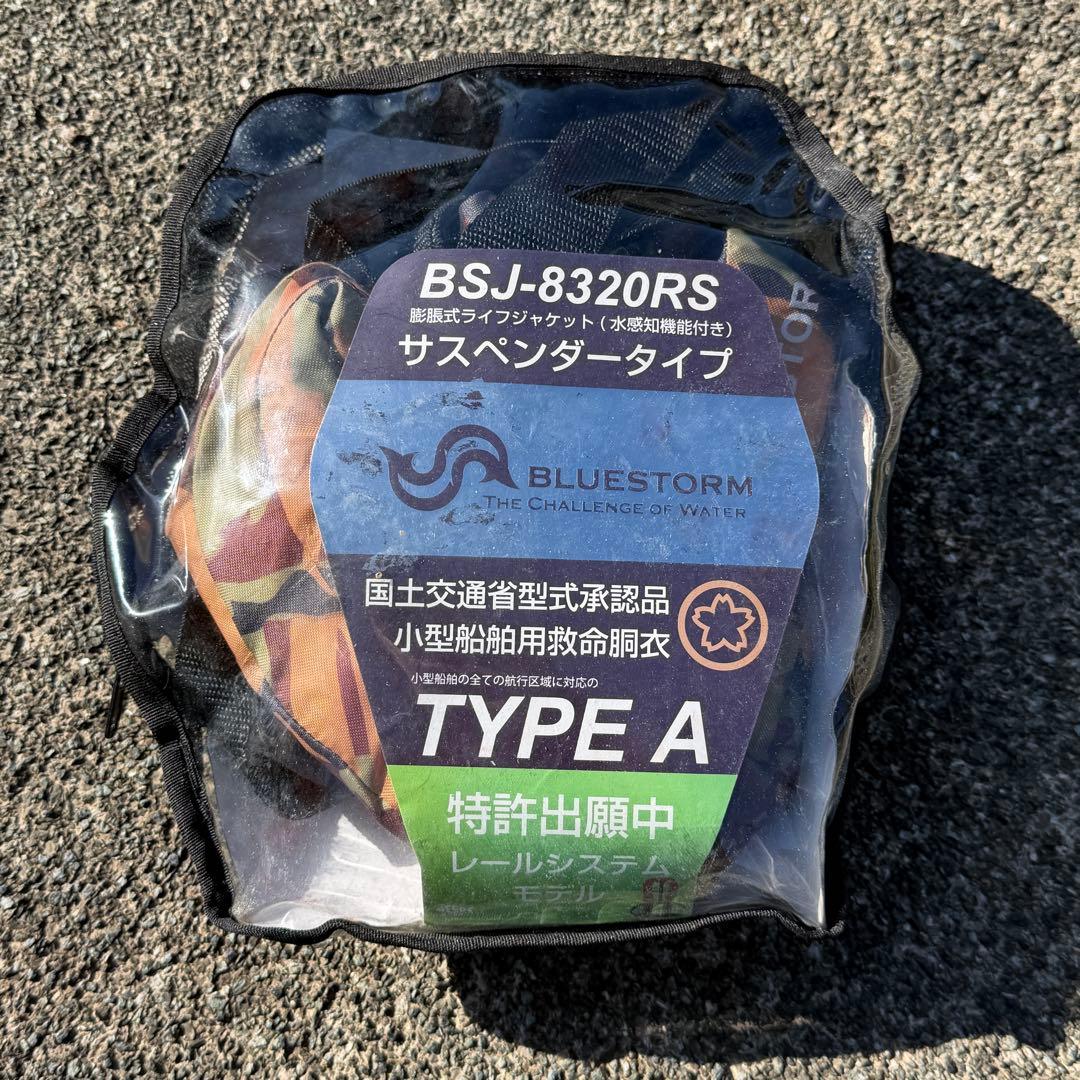 BSJ-8320RS
膨脹式ライフジャケット(水感知機能付き)
サスペンダータイプ
BLUESTORM
THE CHALLENGE OF WATER
国土交通省型式承認品
小型船舶用救命胴衣
小型船舶の全ての航行区域に対応の
TYPE A
特許出願中
レールシステム
モデル
TOR